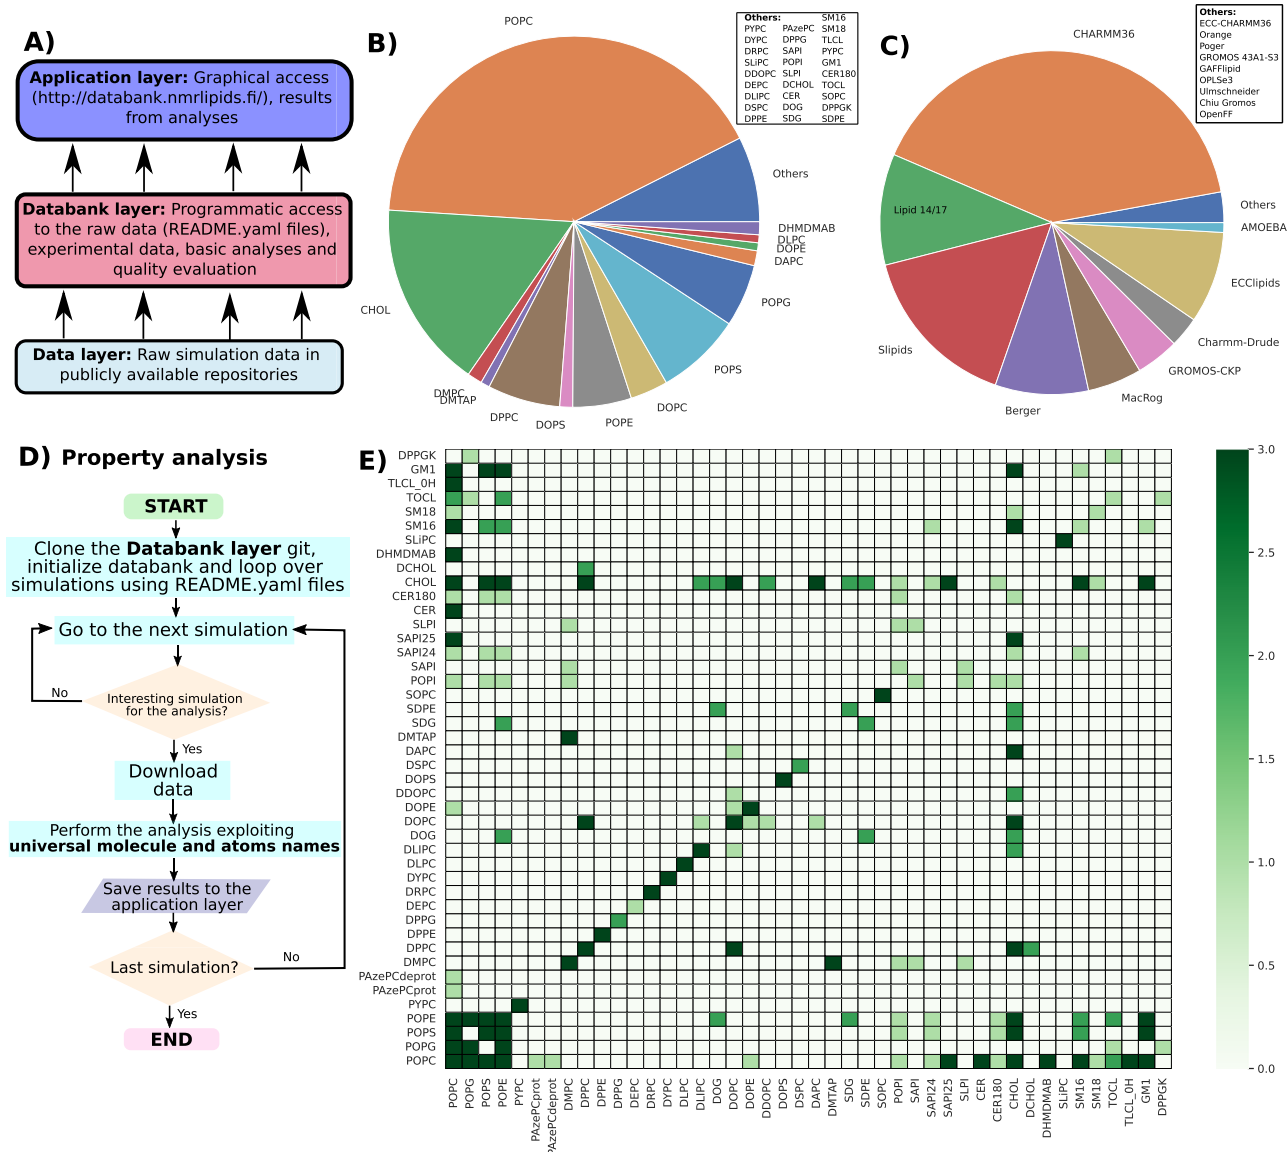 A)
Application layer: Graphical access
(http://databank.nmrlipids.fi/), results
from analyses
Databank layer: Programmatic access
to the raw data (README.yaml files),
experimental data, basic analyses and
quality evaluation
Data layer: Raw simulation data in
publicly available repositories
B)
POPC
Others
DHMDMAB
DLPC
DOPE
DAPC
POPG
POPS
DOPC
POPE
DOPS
DPPC
DMTAP
DMPC
CHOL
Others: SM16
PYPC PAzePC SM18
DYPC DPPG TLCL
DRPC SAPI PYPC
SLiPC POPI GM1
DDOPC SLPI CER180
DEPC DCHOL TOCL
DLIPC CER SOPC
DSPC DOG DPPGK
DPPE SDG SDPE
C)
CHARMM36
Others
AMOEBA
ECClipids
Charmm-Drude
GROMOS-CKP
MacRog
Berger
Slipids
Lipid 14/17
Others:
ECC-CHARMM36
Orange
Poger
GROMOS 43A1-S3
GAFFlipid
OPLSe3
Ulmschneider
Chiu Gromos
OpenFF
D) Property analysis
START
Clone the Databank layer git,
initialize databank and loop over
simulations using README.yaml files
Go to the next simulation
No
Interesting simulation
for the analysis?
Yes
Download
data
Perform the analysis exploiting
universal molecule and atoms names
Save results to the
application layer
Last simulation?
No
Yes
END
E)
DPPGK
GM1
TLCL_0H
TOCL
SM18
SM16
SLiPC
DHMDMAB
DCHOL
CHOL
CER180
CER
SLPI
SAPI25
SAPI24
SAPI
POPI
SOPC
SDPE
SDG
DMTAP
DAPC
DSPC
DOPS
DDOPC
DOPE
DOPC
DOG
DLIPC
DLPC
DYPC
DRPC
DEPC
DPPG
DPPE
DPPC
DMPC
PAzePCdeprot
PAzePCprot
PYPC
POPE
POPS
POPG
POPC
POPC
POPG
POPS
POPE
PYPC
PAzePCprot
PAzePCdeprot
DMPC
DPPC
DPPE
DPPG
DEPC
DRPC
DYPC
DLPC
DLIPC
DOG
DOPC
DOPE
DDOPC
DOPS
DSPC
DAPC
DMTAP
SDG
SDPE
SOPC
POPI
SAPI
SAPI24
SAPI25
SLPI
CER
CER180
CHOL
DCHOL
DHMDMAB
SLiPC
SM16
SM18
TOCL
TLCL_0H
GM1
DPPGK
3.0
2.5
2.0
1.5
1.0
0.5
0.0